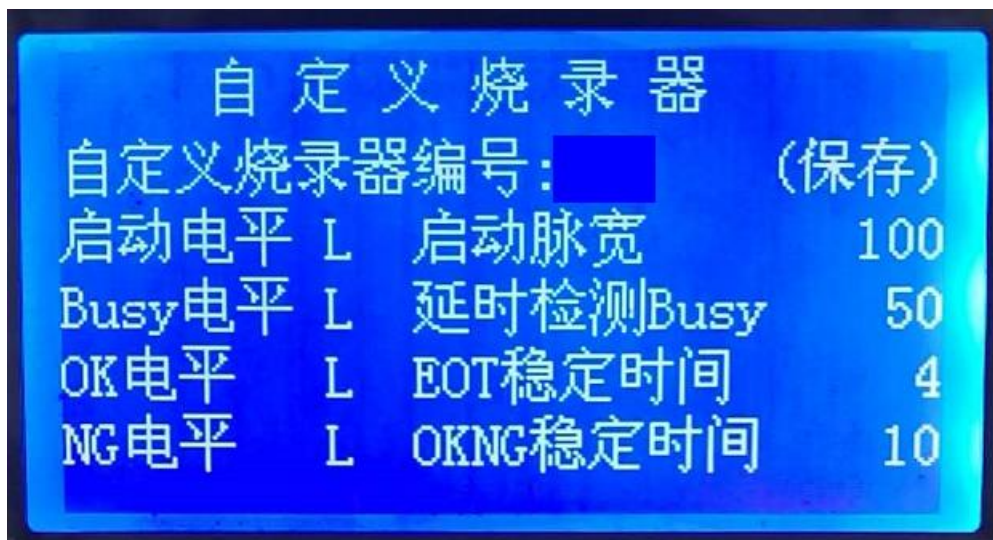 自定义烧录器
自定义烧录器编号: (保存)
启动电平 L 启动脉宽 100
Busy电平 L 延时检测Busy 50
OK电平 L EOT稳定时间 4
NG电平 L OKNG稳定时间 10